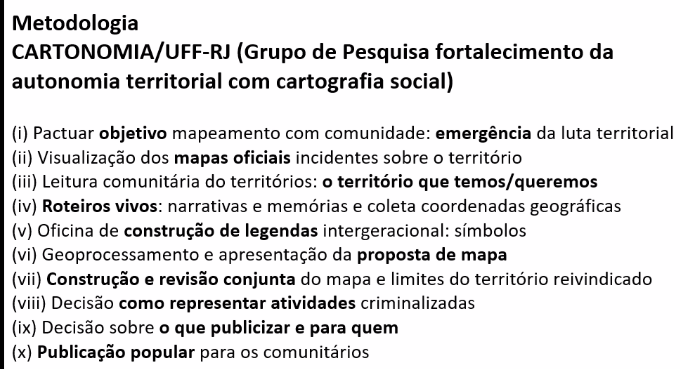 Metodologia
CARTONOMIA/UFF-RJ (Grupo de Pesquisa fortalecimento da
autonomia territorial com cartografia social)
(i) Pactuar objetivo mapeamento com comunidade: emergência da luta territorial
(ii) Visualização dos mapas oficiais incidentes sobre o território
(iii) Leitura comunitária do territórios: o território que temos/queremos
(iv) Roteiros vivos: narrativas e memórias e coleta coordenadas geográficas
(v) Oficina de construção de legendas intergeracional: símbolos
(vi) Geoprocessamento e apresentação da proposta de mapa
(vii) Construção e revisão conjunta do mapa e limites do território reivindicado
(viii) Decisão como representar atividades criminalizadas
(ix) Decisão sobre o que publicizar e para quem
(x) Publicação popular para os comunitários